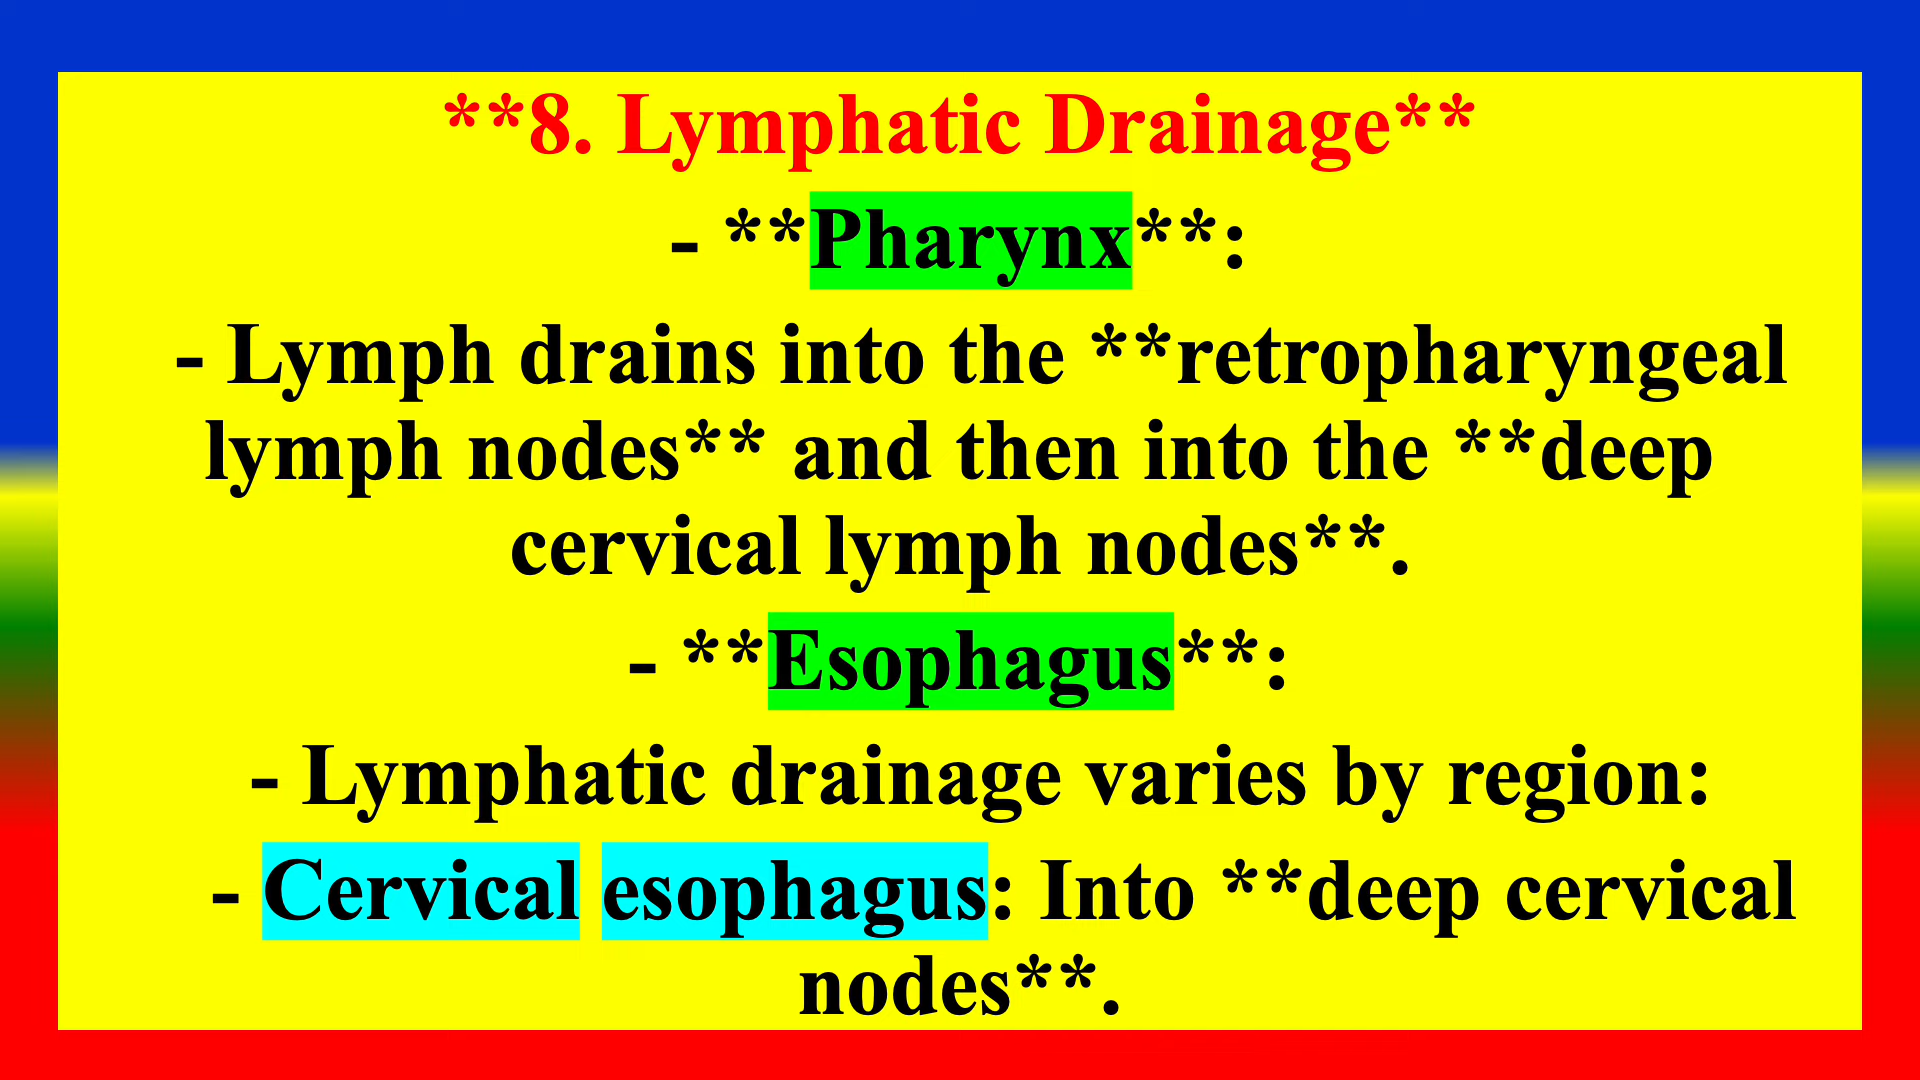 **8. Lymphatic Drainage**
- **Pharynx**:
- Lymph drains into the **retropharyngeal
lymph nodes** and then into the **deep
cervical lymph nodes**.
- **Esophagus**:
- Lymphatic drainage varies by region:
- Cervical esophagus: Into **deep cervical
nodes**.